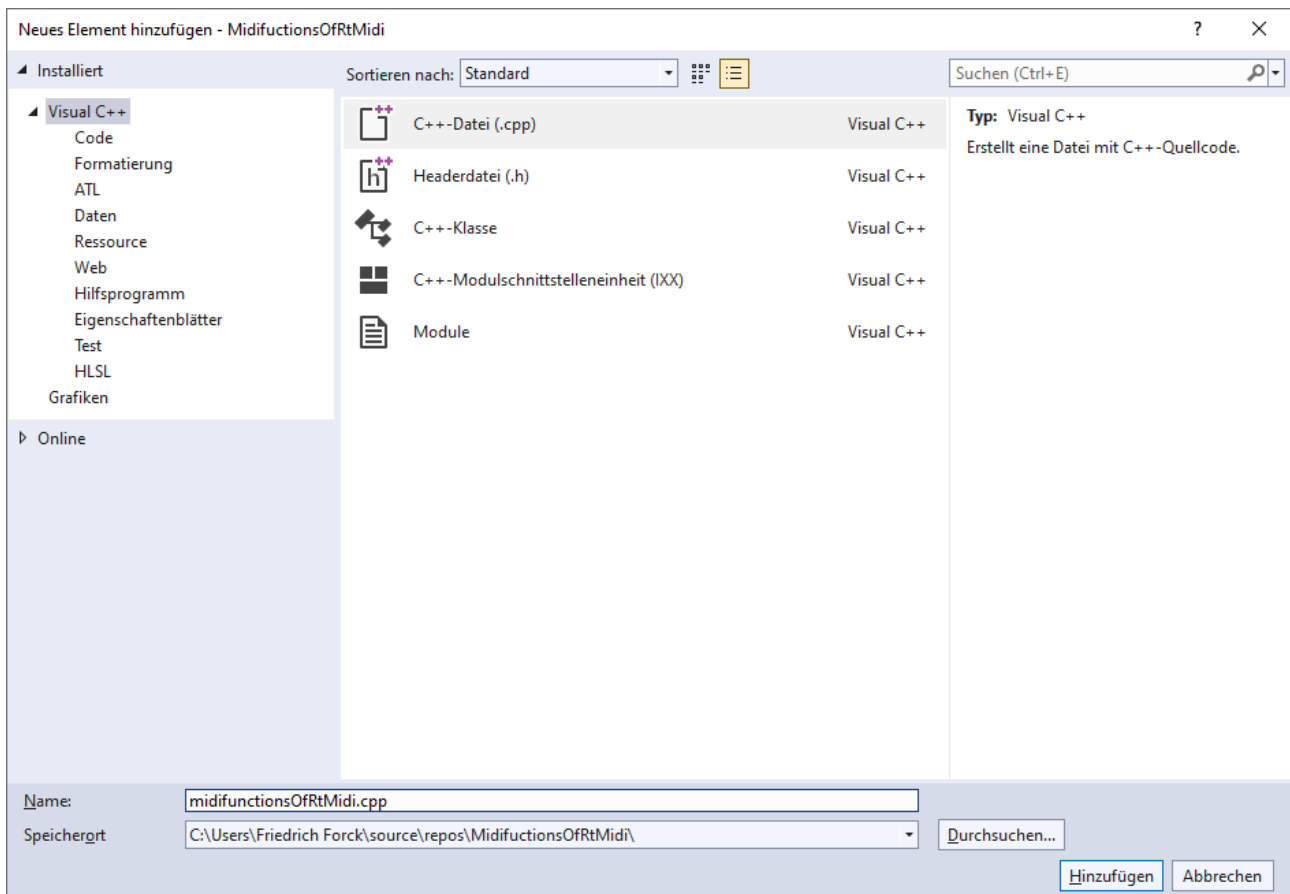 Neues Element hinzufügen - MidifuctionsOfRtMidi
?
Installiert
Sortieren nach: Standard
Suchen (Ctrl+E)
Visual C++
Code
Formatierung
ATL
Daten
Ressource
Web
Hilfsprogramm
Eigenschaftenblätter
Test
HLSL
Grafiken
Online
C++-Datei (.cpp) Visual C++
Headerdatei (.h) Visual C++
C++-Klasse Visual C++
C++-Modulschnittstelleneinheit (IXX) Visual C++
Module Visual C++
Typ: Visual C++
Erstellt eine Datei mit C++-Quellcode.
Name: midifunctionsOfRtMidi.cpp
Speicherort C:\Users\Friedrich Forck\source\repos\MidifuctionsOfRtMidi\ Durchsuchen...
Hinzufügen Abbrechen